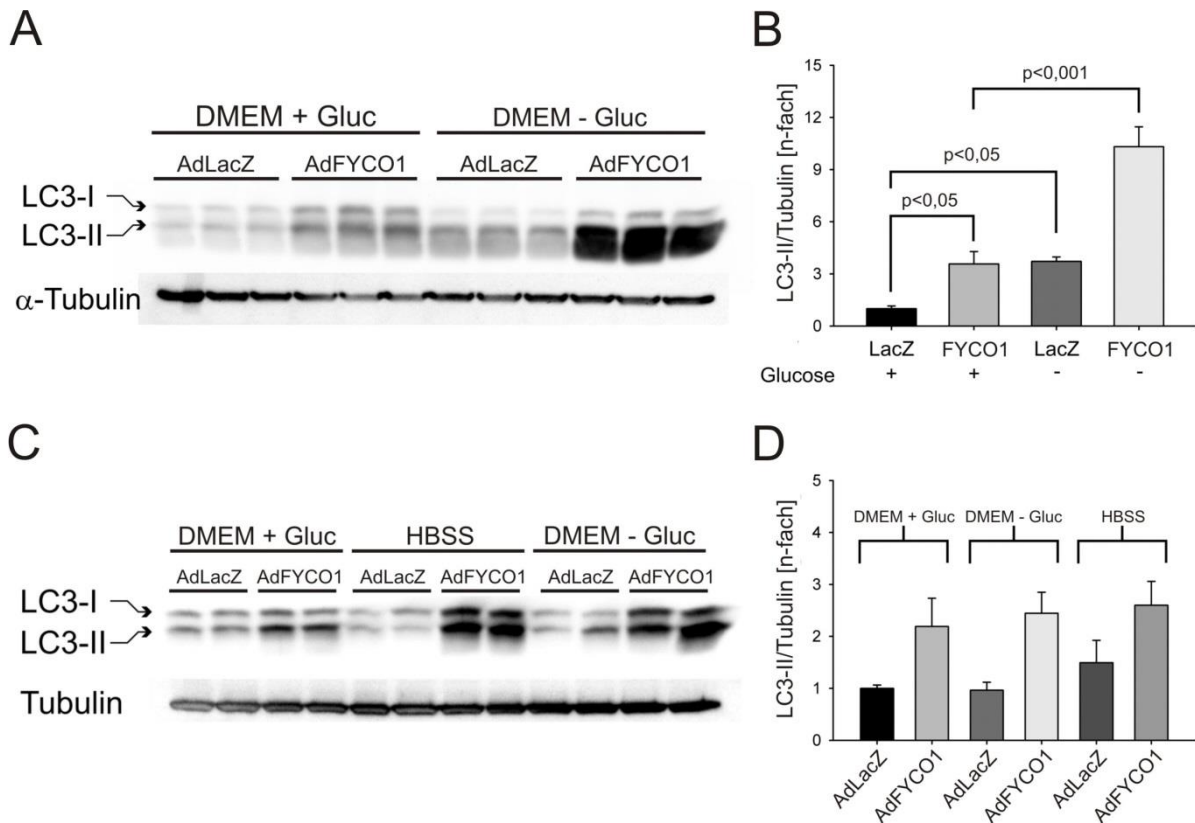 A
DMEM + Gluc DMEM - Gluc
AdLacZ AdFYCO1 AdLacZ AdFYCO1
LC3-I
LC3-II
α-Tubulin
B
LC3-II/Tubulin [n-fach]
15
12
9
6
3
0
p<0,001
p<0,05
p<0,05
LacZ FYCO1 LacZ FYCO1
Glucose + + - -
C
DMEM + Gluc HBSS DMEM - Gluc
AdLacZ AdFYCO1 AdLacZ AdFYCO1 AdLacZ AdFYCO1
LC3-I
LC3-II
Tubulin
D
LC3-II/Tubulin [n-fach]
5
4
3
2
1
0
DMEM + Gluc DMEM - Gluc HBSS
AdLacZ AdFYCO1 AdLacZ AdFYCO1 AdLacZ AdFYCO1